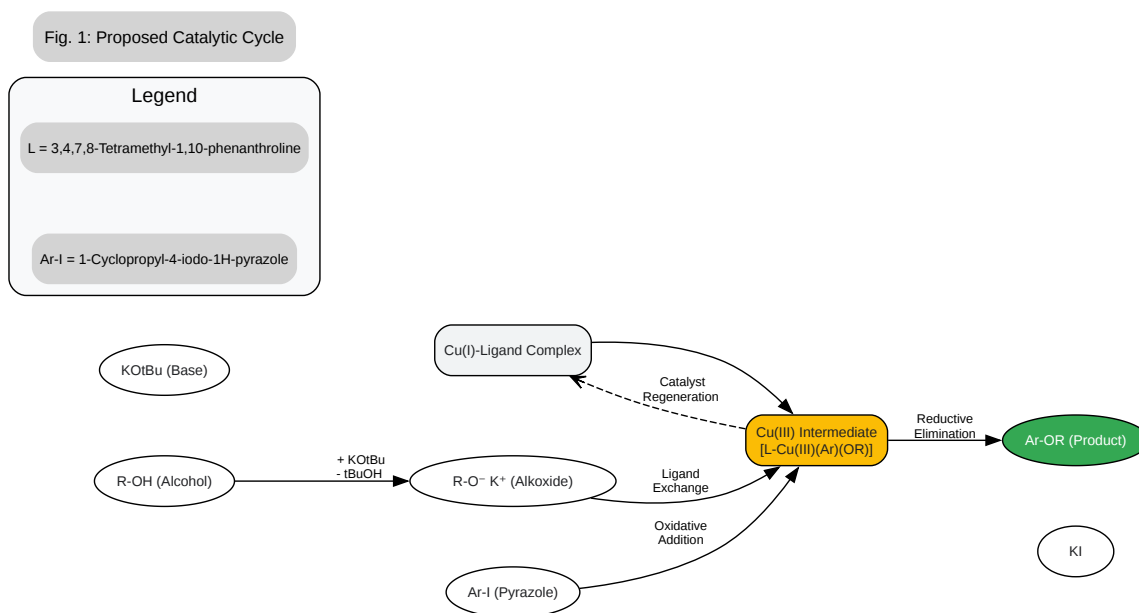 Fig. 1: Proposed Catalytic Cycle
Legend
L = 3,4,7,8-Tetramethyl-1,10-phenanthroline
Ar-I = 1-Cyclopropyl-4-iodo-1H-pyrazole
KOtBu (Base)
Cu(I)-Ligand Complex
Catalyst
Regeneration
Cu(III) Intermediate
[L-Cu(III)(Ar)(OR)]
Reductive
Elimination
Ar-OR (Product)
R-OH (Alcohol)
+ KOtBu
- tBuOH
R-O⁻ K⁺ (Alkoxide)
Ligand
Exchange
Oxidative
Addition
Ar-I (Pyrazole)
KI